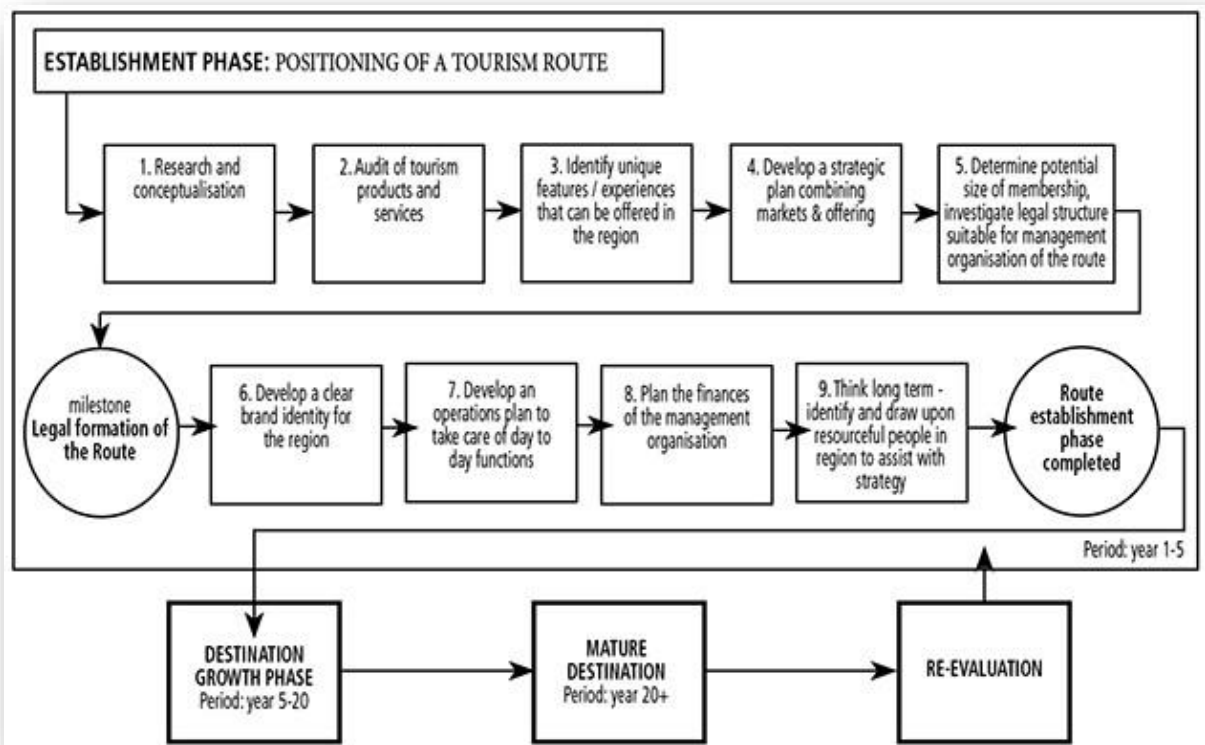 ESTABLISHMENT PHASE: POSITIONING OF A TOURISM ROUTE
1. Research and
conceptualisation
2. Audit of tourism
products and
services
3. Identify unique
features / experiences
that can be offered in
the region
4. Develop a strategic
plan combining
markets & offering
5. Determine potential
size of membership,
investigate legal structure
suitable for management
organisation of the route
milestone
Legal formation of
the Route
6. Develop a clear
brand identity for
the region
7. Develop an
operations plan to
take care of day to
day functions
8. Plan the finances
of the management
organisation
9. Think long term -
identify and draw upon
resourceful people in
region to assist with
strategy
Route
establishment
phase
completed
Period: year 1-5
DESTINATION
GROWTH PHASE
Period: year 5-20
MATURE
DESTINATION
Period: year 20+
RE-EVALUATION